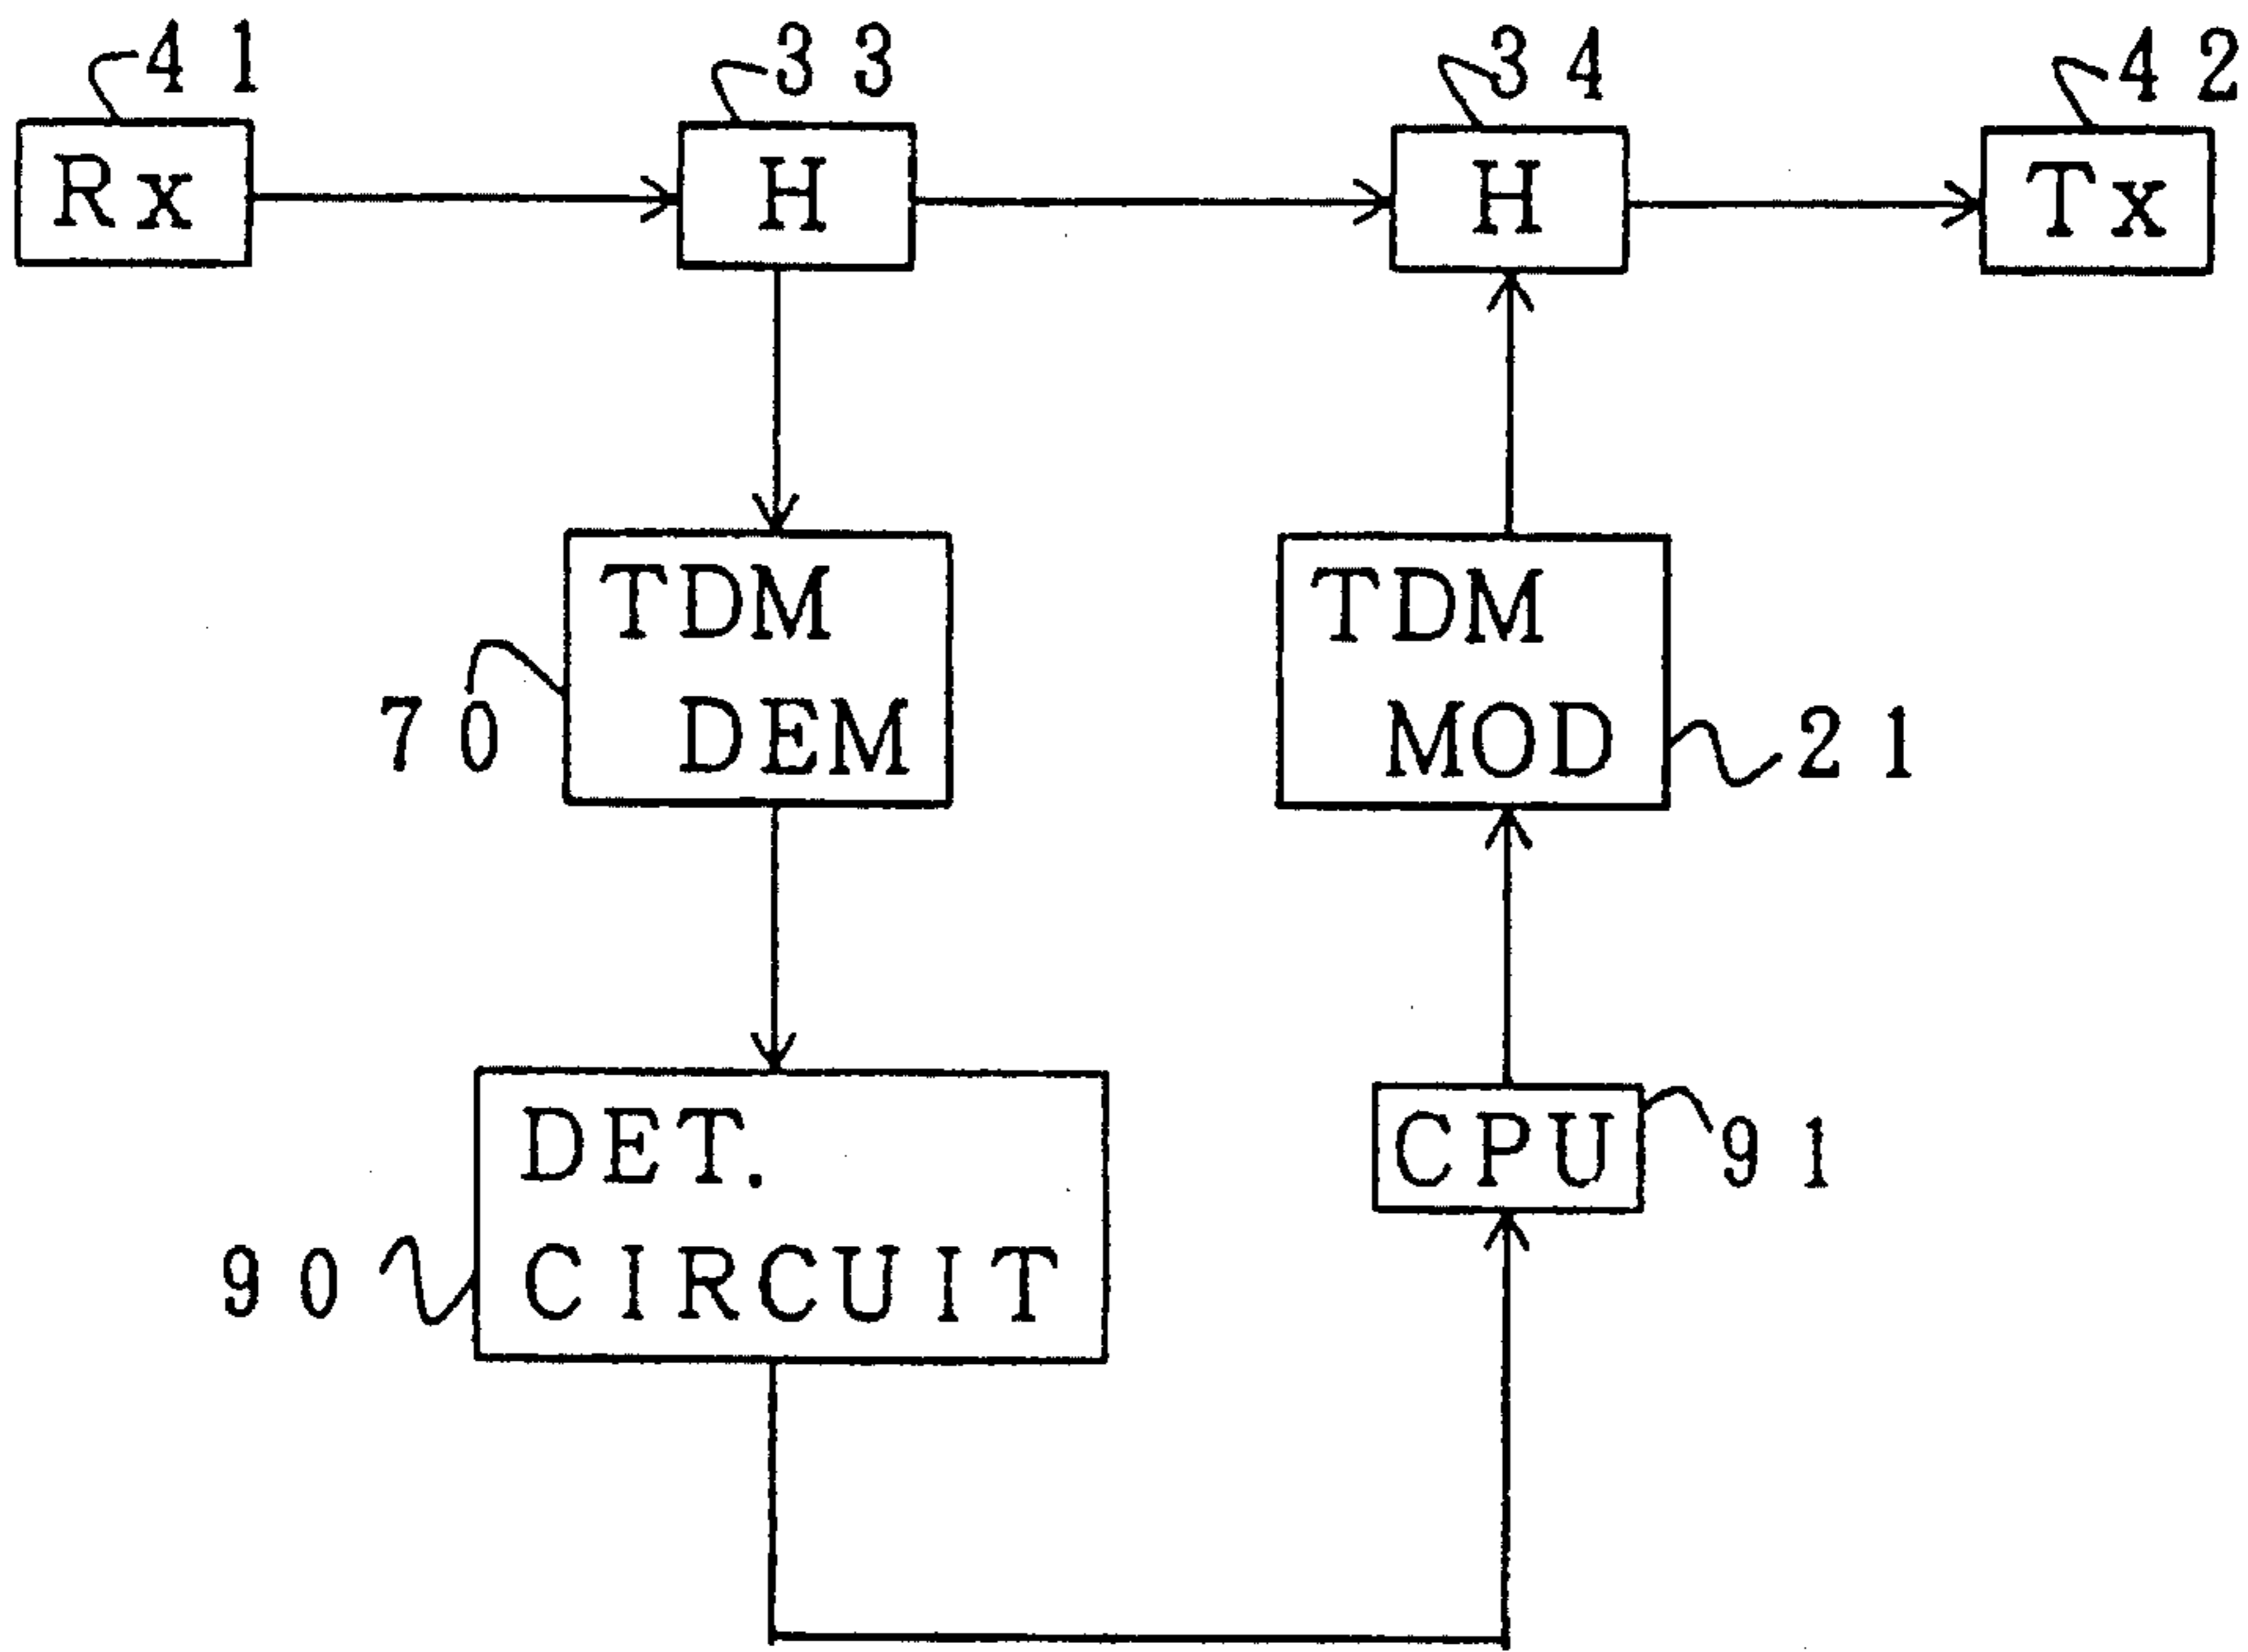 41
33
34
42
Rx
H
H
Tx
TDM
DEM
70
TDM
MOD
21
DET.
CIRCUIT
90
CPU
91